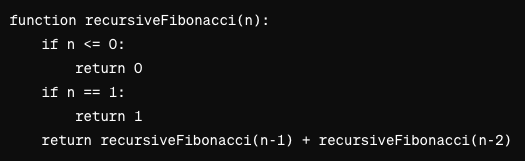 function recursiveFibonacci(n):
    if n <= 0:
        return 0
    if n == 1:
        return 1
    return recursiveFibonacci(n-1) + recursiveFibonacci(n-2)